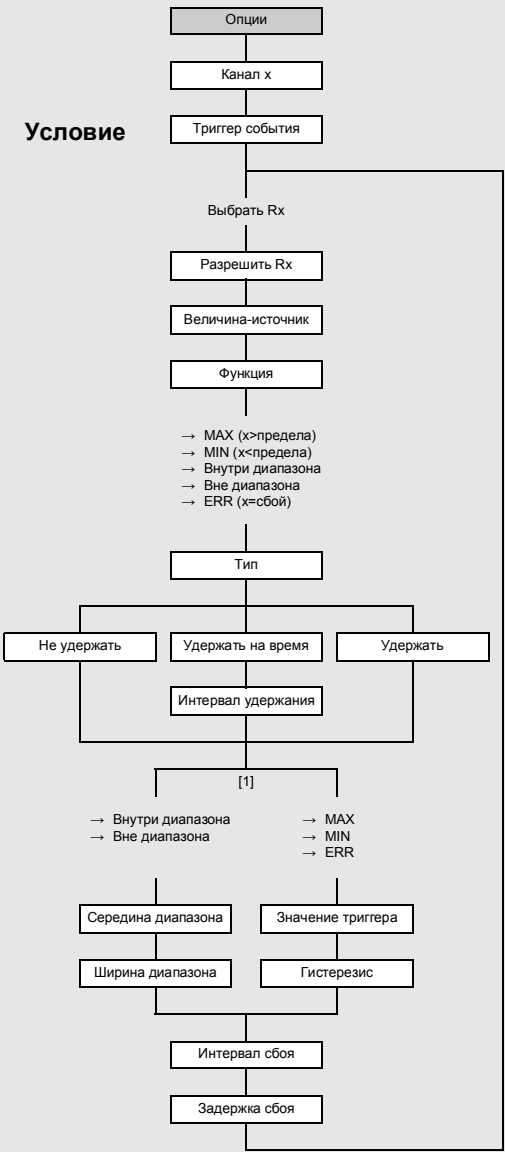 Опции
Канал x
Условие
Триггер события
Выбрать Rx
Разрешить Rx
Величина-источник
Функция
→ MAX (x>предела)
→ MIN (x<предела)
→ Внутри диапазона
→ Вне диапазона
→ ERR (x=сбой)
Тип
Не удержать
Удержать на время
Удержать
Интервал удержания
[1]
→ Внутри диапазона
→ Вне диапазона
→ MAX
→ MIN
→ ERR
Середина диапазона
Значение триггера
Ширина диапазона
Гистерезис
Интервал сбоя
Задержка сбоя